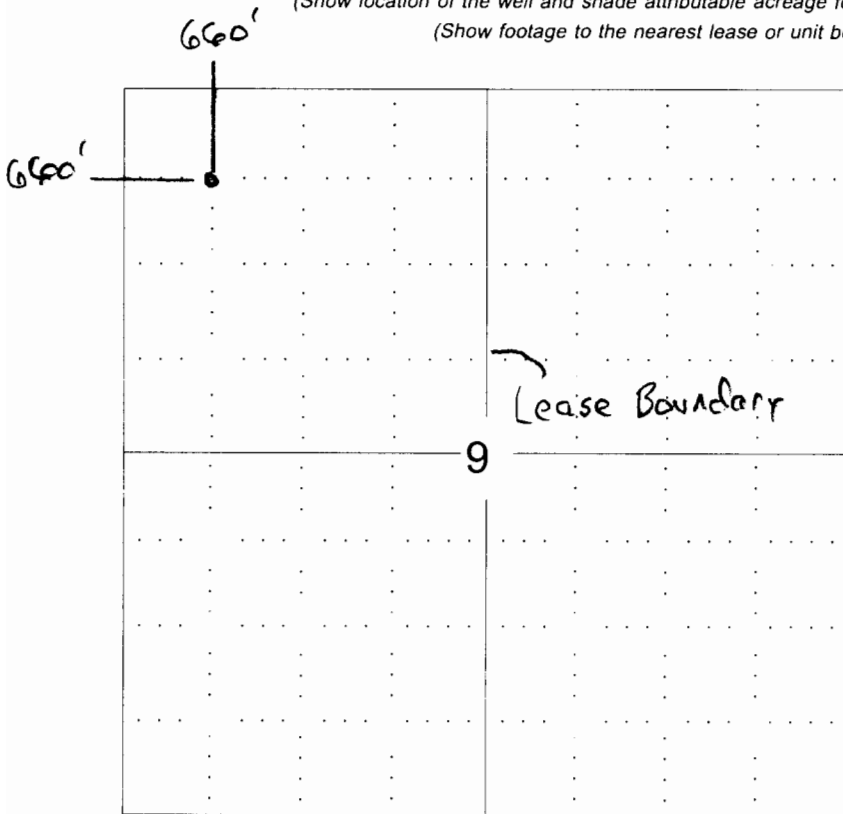 (Show location of the well and shade attributable acreage fo
(Show footage to the nearest lease or unit b
660'
660'
Lease Boundary
9